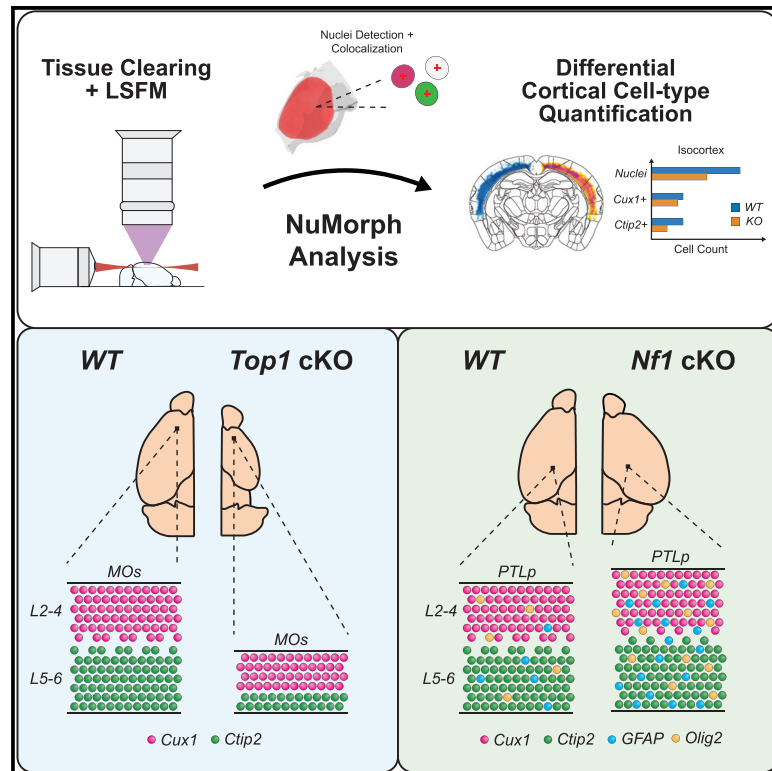 Tissue Clearing
+ LSFM
Nuclei Detection +
Colocalization
NuMorph
Analysis
Differential
Cortical Cell-type
Quantification
Isocortex
Nuclei
Cux1+
Ctip2+
WT
KO
Cell Count
WT
Top1 cKO
MOs
L2-4
L5-6
MOs
Cux1
Ctip2
WT
Nf1 cKO
PTLp
PTLp
L2-4
L5-6
Cux1
Ctip2
GFAP
Olig2